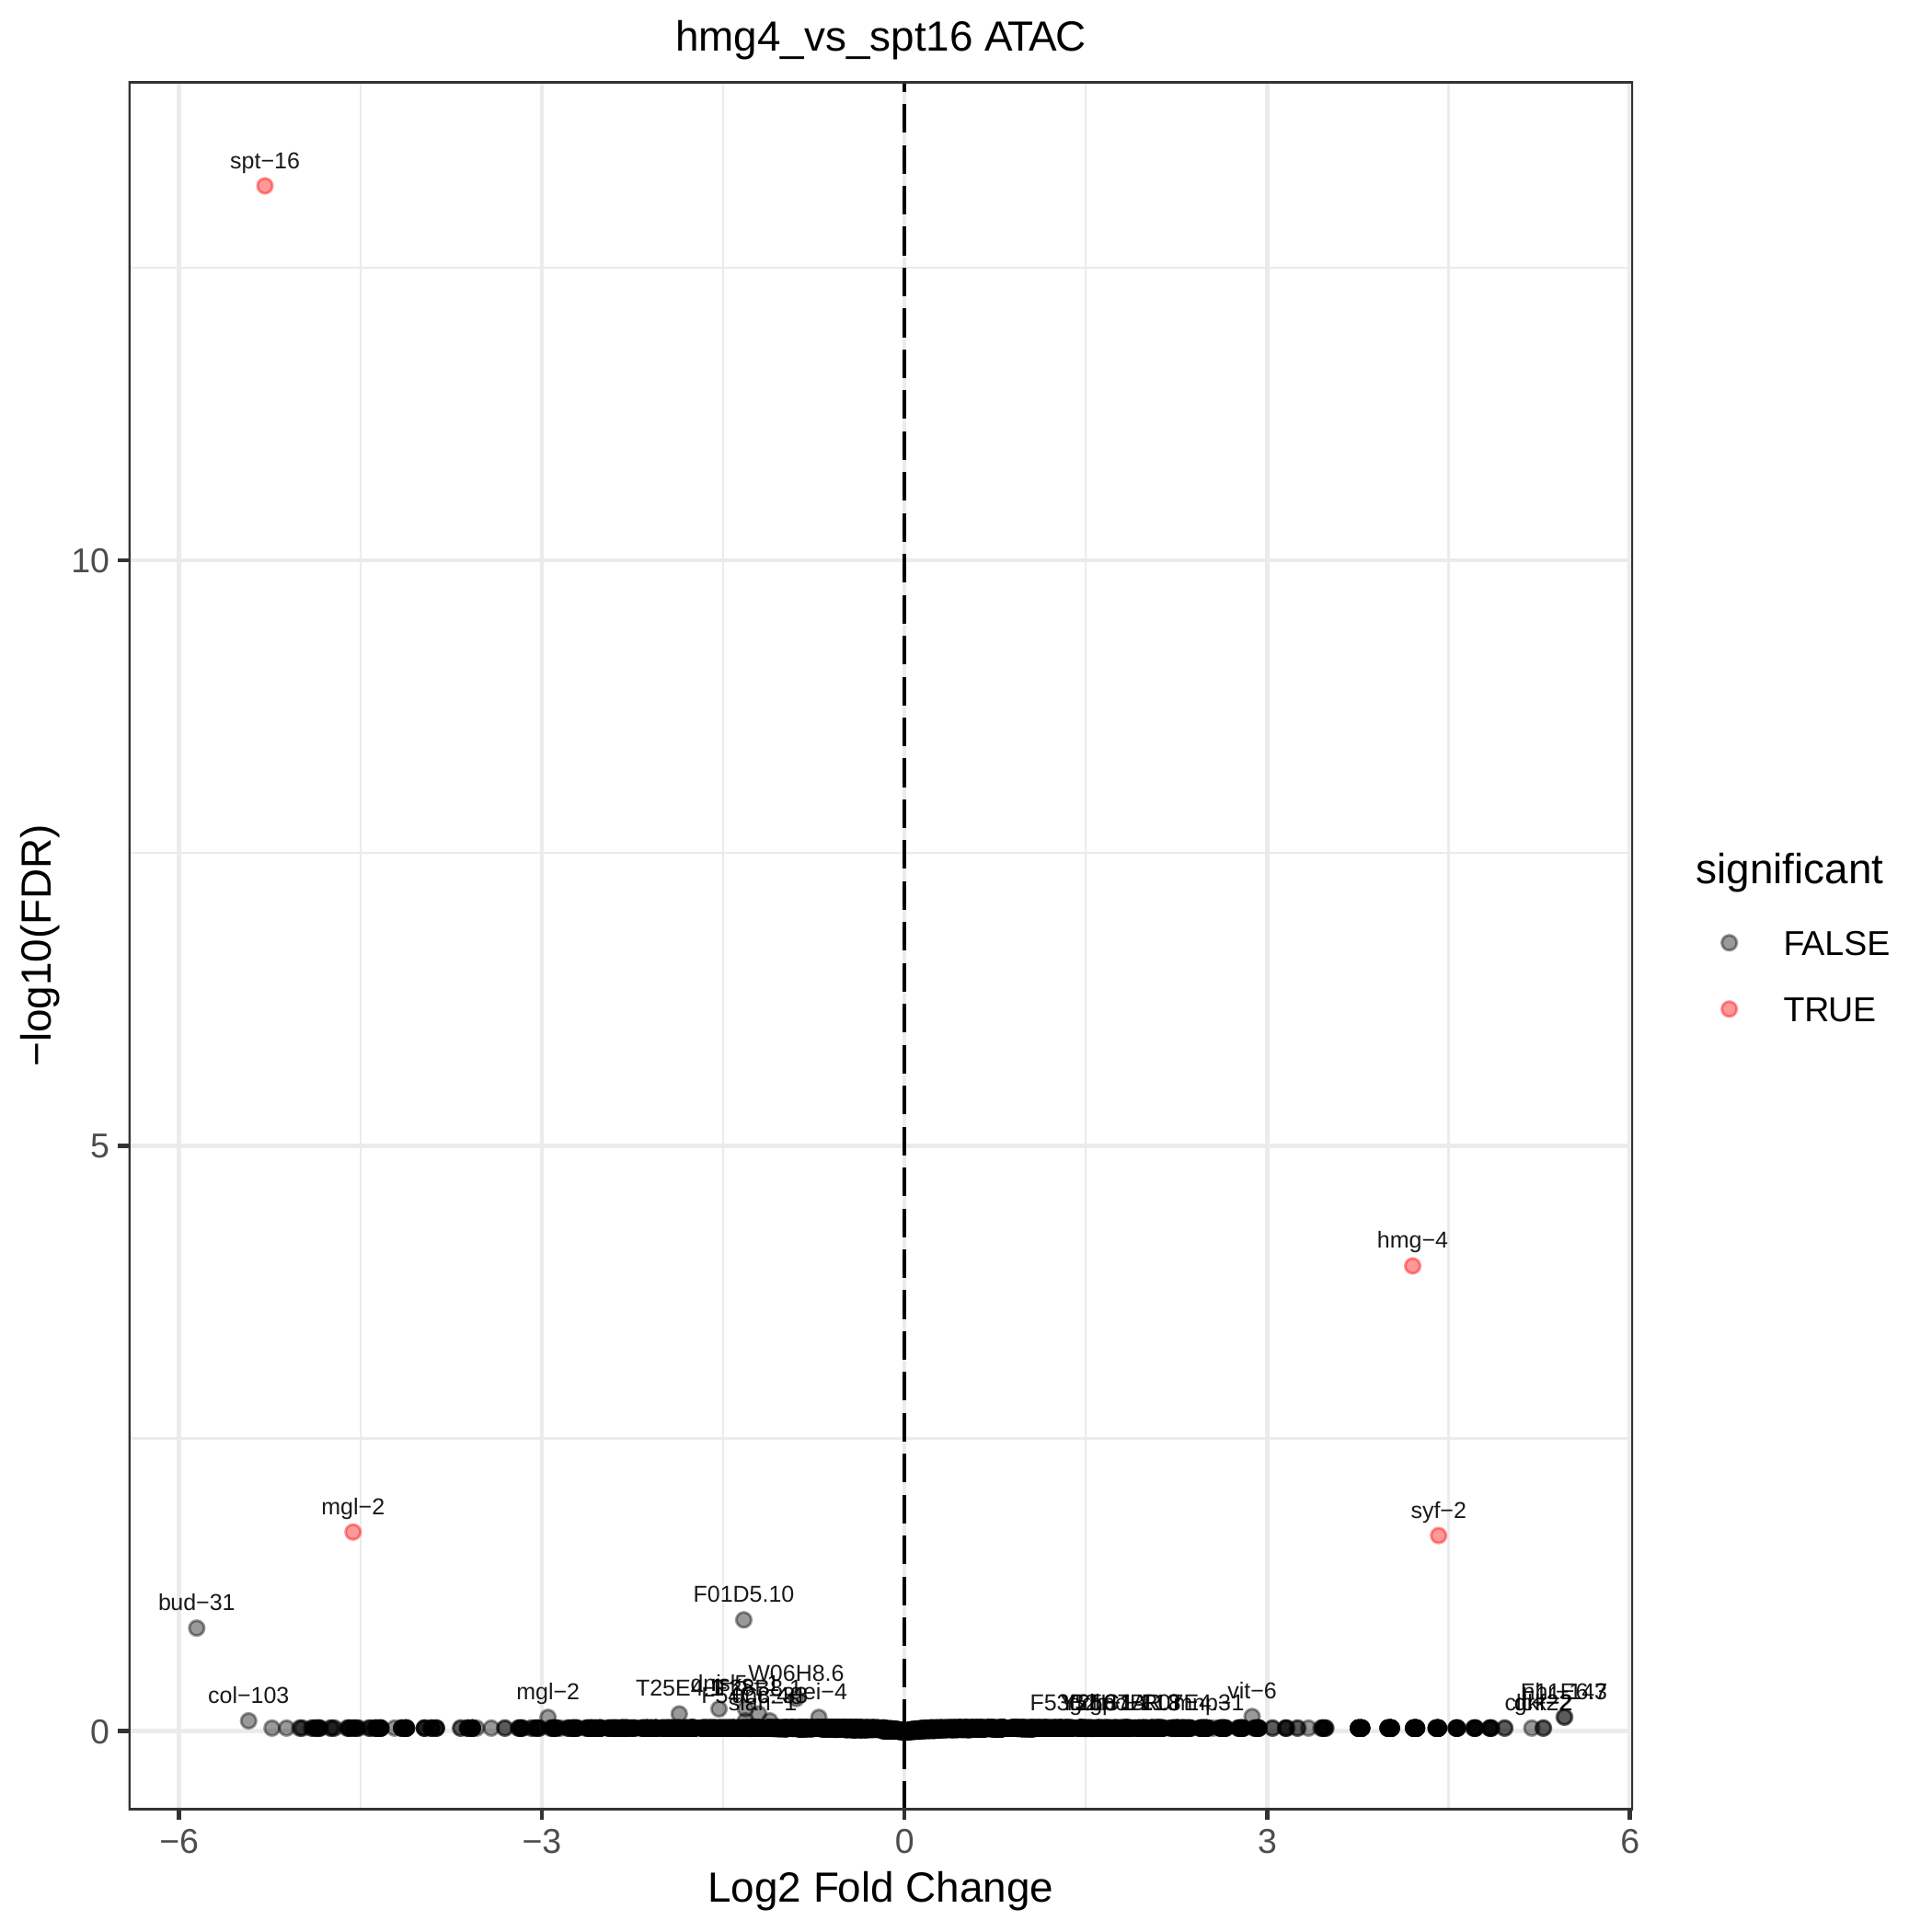 hmg4_vs_spt16 ATAC
spt−16
10
−log10(FDR)
significant
FALSE
TRUE
5
hmg−4
mgl−2
syf−2
F01D5.10
bud−31
W06H8.6
col−103
mgl−2
vit−6
0
−6
−3
0
3
6
Log2 Fold Change